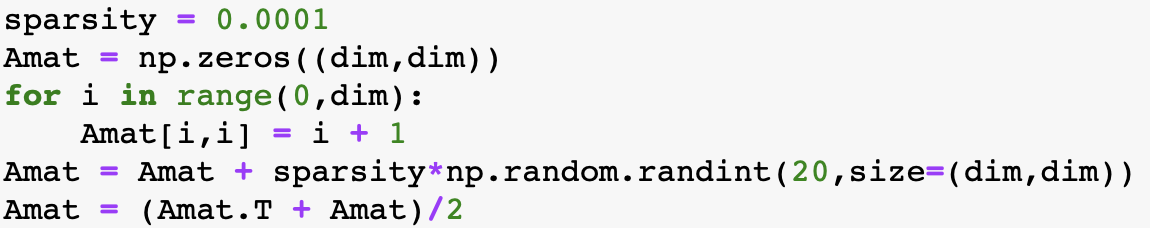 sparsity = 0.0001
Amat = np.zeros((dim,dim))
for i in range(0,dim):
    Amat[i,i] = i + 1
Amat = Amat + sparsity*np.random.randint(20,size=(dim,dim))
Amat = (Amat.T + Amat)/2